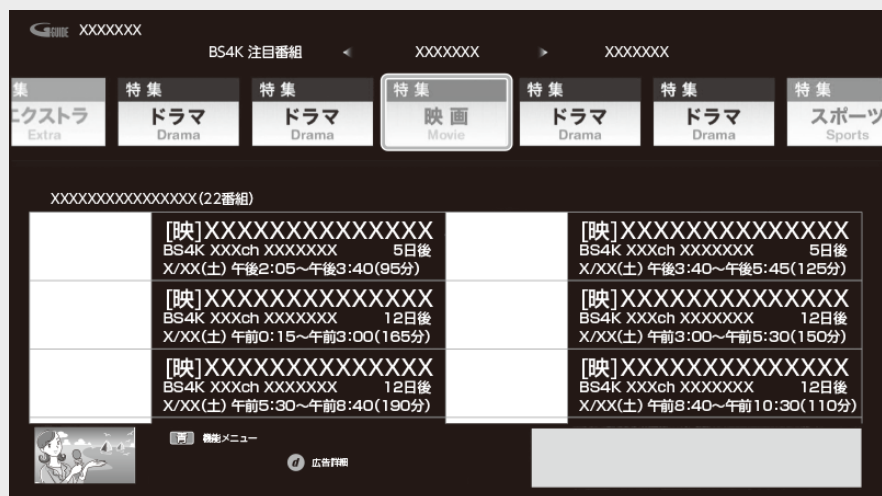 GGUIDE XXXXXXX
BS4K 注目番組 XXXXXXX XXXXXXX
集 特集 特集 特集 特集 特集 特集
エクストラ ドラマ ドラマ 映画 ドラマ ドラマ スポーツ
Extra Drama Drama Movie Drama Drama Sports
XXXXXXXXXXXXXXXX(22番組)
[映]XXXXXXXXXXXXXXX [映]XXXXXXXXXXXXXXX
BS4K XXXch XXXXXXX 5日後 BS4K XXXch XXXXXXX 5日後
X/XX(土) 午後2:05～午後3:40(95分) X/XX(土) 午後3:40～午後5:45(125分)
[映]XXXXXXXXXXXXXXX [映]XXXXXXXXXXXXXXX
BS4K XXXch XXXXXXX 12日後 BS4K XXXch XXXXXXX 12日後
X/XX(土) 午前0:15～午前3:00(165分) X/XX(土) 午前3:00～午前5:30(150分)
[映]XXXXXXXXXXXXXXX [映]XXXXXXXXXXXXXXX
BS4K XXXch XXXXXXX 12日後 BS4K XXXch XXXXXXX 12日後
X/XX(土) 午前5:30～午前8:40(190分) X/XX(土) 午前8:40～午前10:30(110分)
機能メニュー
d 広告詳細